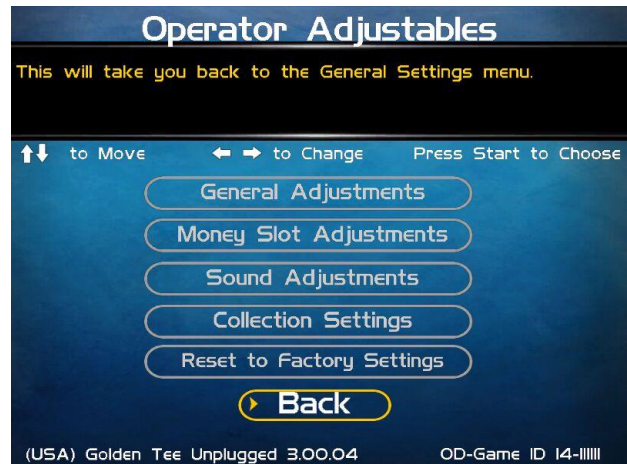 Operator Adjustables
This will take you back to the General Settings menu.
to Move to Change Press Start to Choose
General Adjustments
Money Slot Adjustments
Sound Adjustments
Collection Settings
Reset to Factory Settings
Back
(USA) Golden Tee Unplugged 3.00.04 OD-Game ID 14-111111